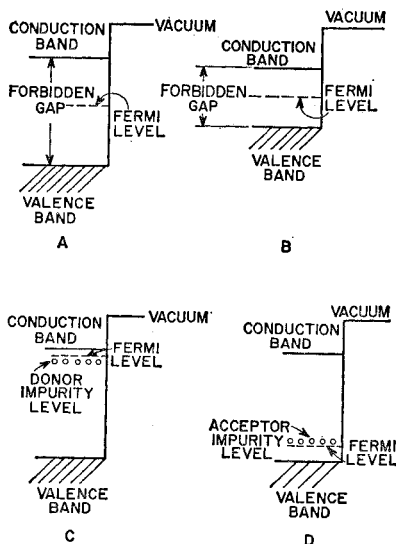 VACUUM
CONDUCTION
BAND
FORBIDDEN
GAP
FERMI
LEVEL
VALENCE
BAND
A
VACUUM
CONDUCTION
BAND
FORBIDDEN
GAP
FERMI
LEVEL
VALENCE
BAND
B
VACUUM
CONDUCTION
BAND
FERMI
LEVEL
DONOR
IMPURITY
LEVEL
VALENCE
BAND
C
VACUUM
CONDUCTION
BAND
ACCEPTOR
IMPURITY
LEVEL
FERMI
LEVEL
VALENCE
BAND
D